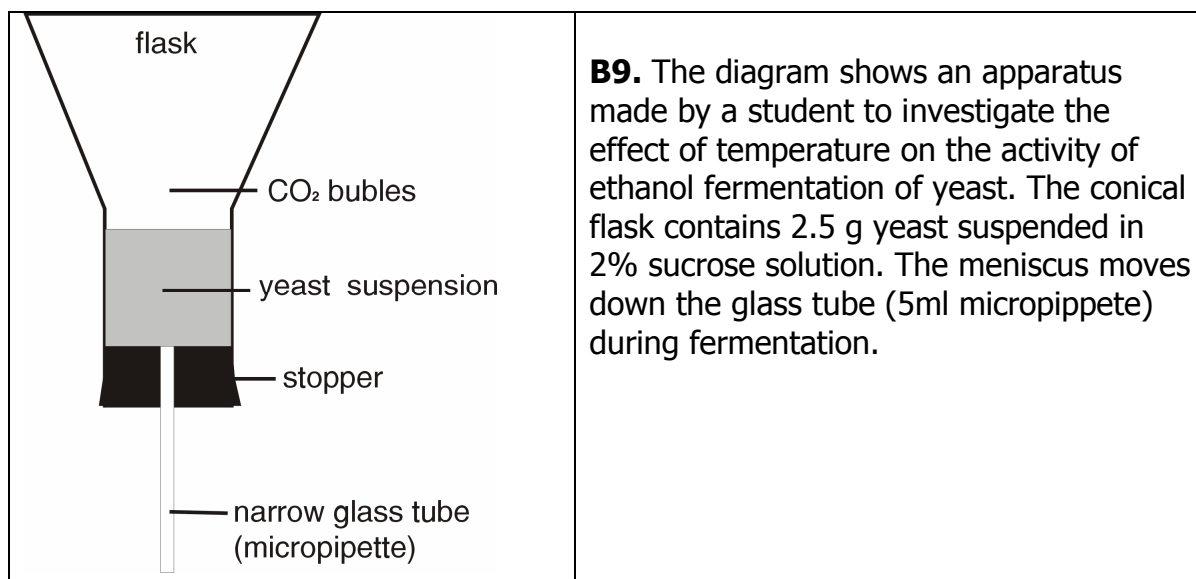 flask
CO₂ bubles
yeast suspension
stopper
narrow glass tube
(micropipette)
B9. The diagram shows an apparatus
made by a student to investigate the
effect of temperature on the activity of
ethanol fermentation of yeast. The conical
flask contains 2.5 g yeast suspended in
2% sucrose solution. The meniscus moves
down the glass tube (5ml micropippete)
during fermentation.